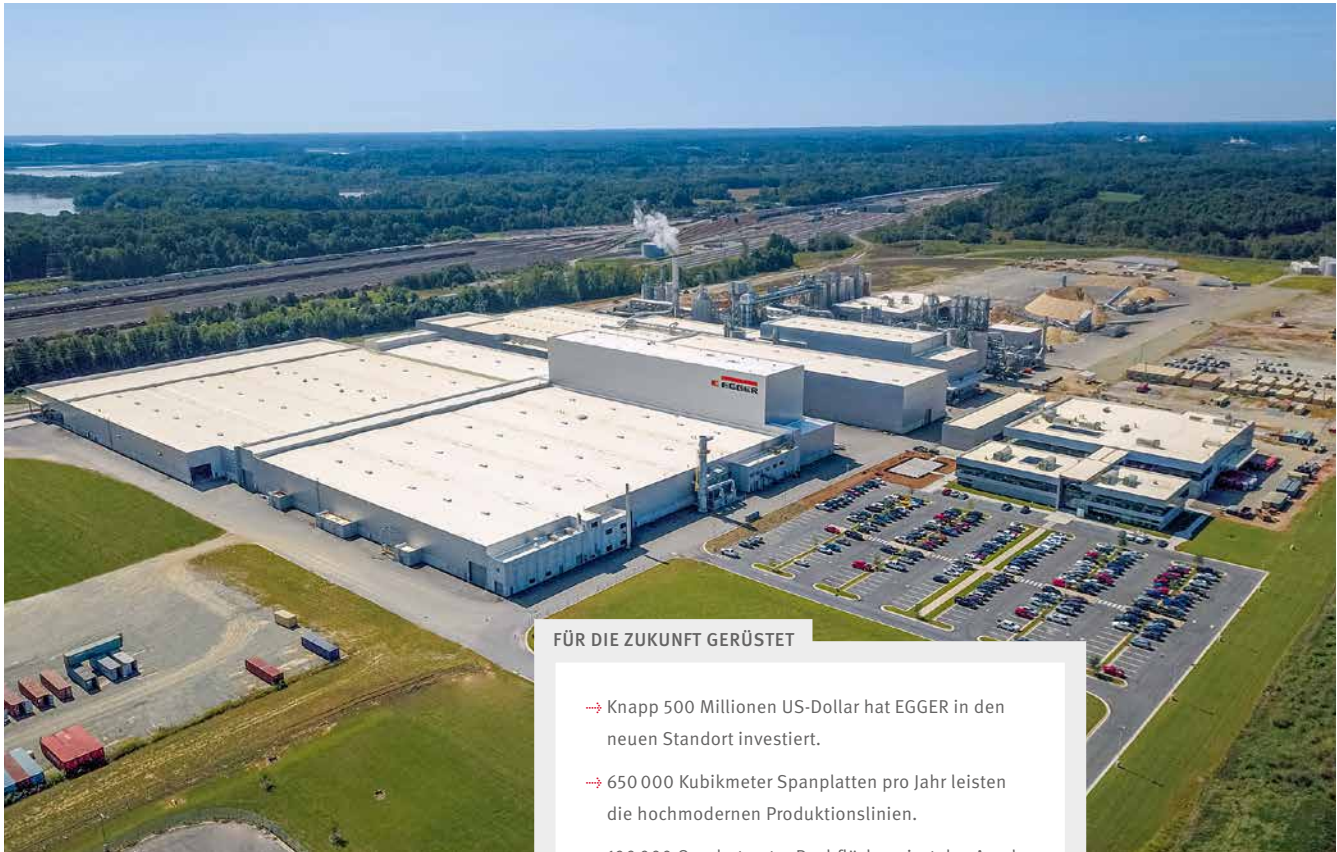 EGGER
FÜR DIE ZUKUNFT GERÜSTET
Knapp 500 Millionen US-Dollar hat EGGER in den
neuen Standort investiert.
650 000 Kubikmeter Spanplatten pro Jahr leisten
die hochmodernen Produktionslinien.